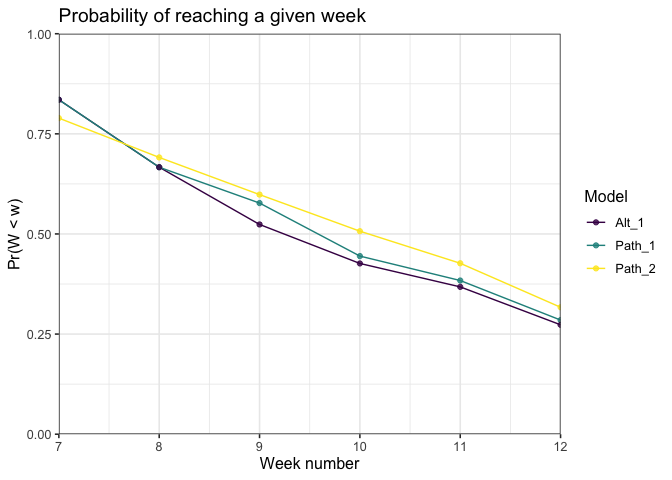 Probability of reaching a given week
1.00
0.75
0.50
0.25
0.00
Pr(W < w)
7 8 9 10 11 12
Week number
Model
Alt_1
Path_1
Path_2